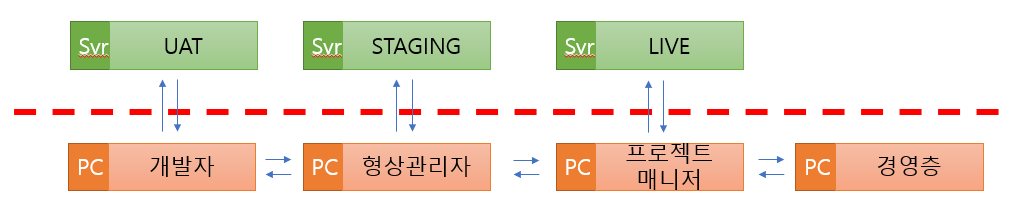 Svr UAT
Svr STAGING
Svr LIVE
PC 개발자
PC 형상관리자
PC 프로젝트
매니저
PC 경영층